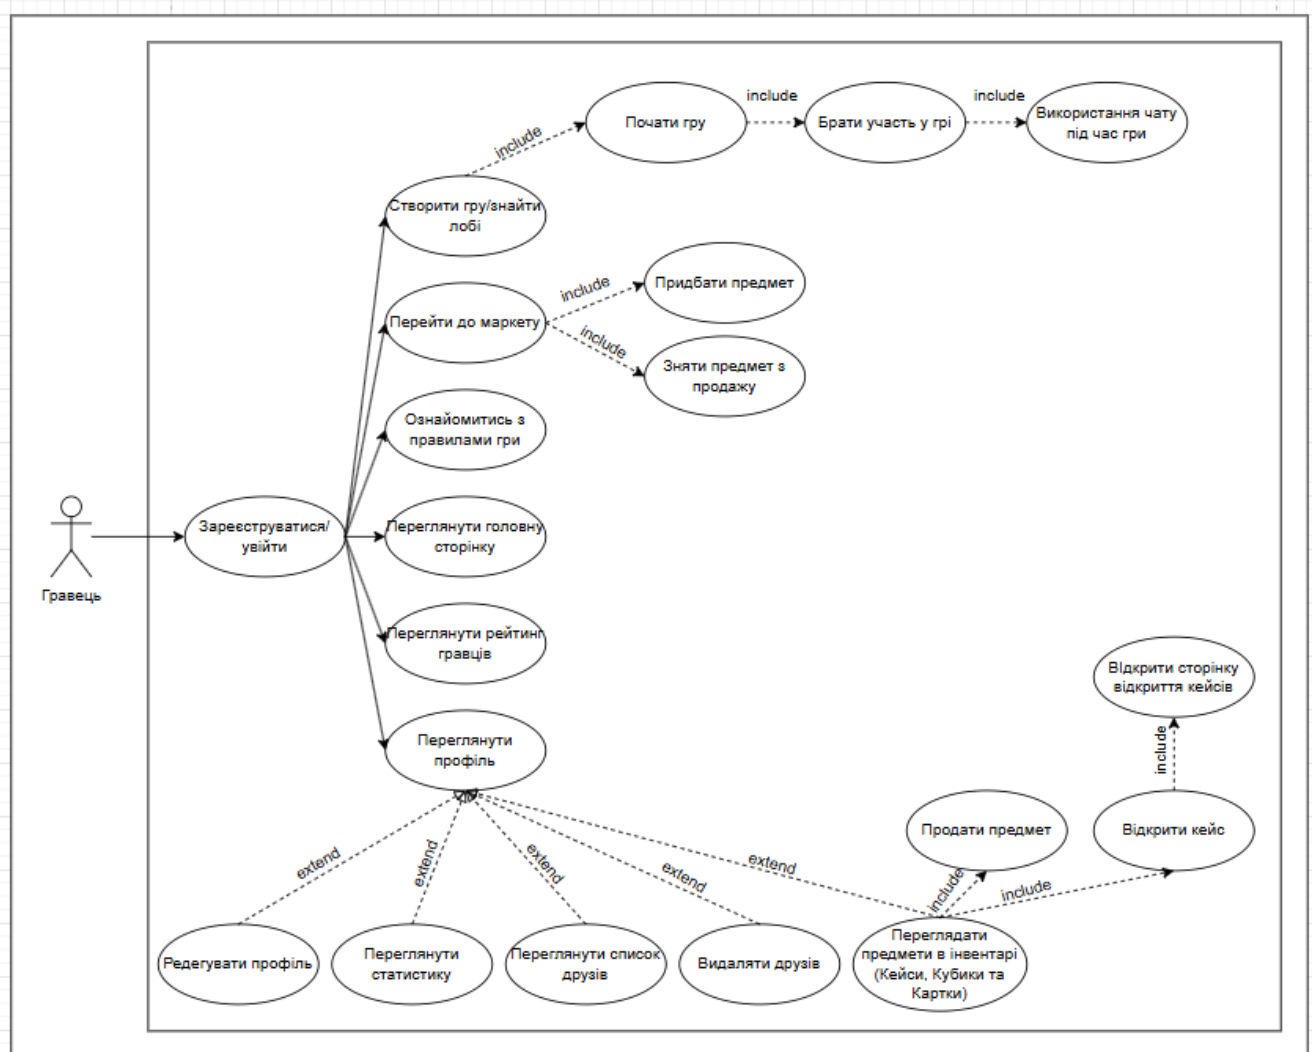 include
include
Почати гру
Брати участь у грі
Використання чату
під час гри
include
Створити гру/знайти
лобі
Придбати предмет
include
Перейти до маркету
include
Зняти предмет з
продажу
Ознайомитись з
правилами гри
Зареєструватися/
увійти
Переглянути головну
сторінку
Гравець
Переглянути рейтинг
гравців
Відкрити сторінку
відкриття кейсів
Переглянути
профіль
include
Продати предмет
Відкрити кейс
extend
extend
extend
extend
extend
include
include
Редегувати профіль
Переглянути
статистику
Переглянути список
друзів
Видаляти друзів
Переглядати
предмети в інвентарі
(Кейси, Кубики та
Картки)